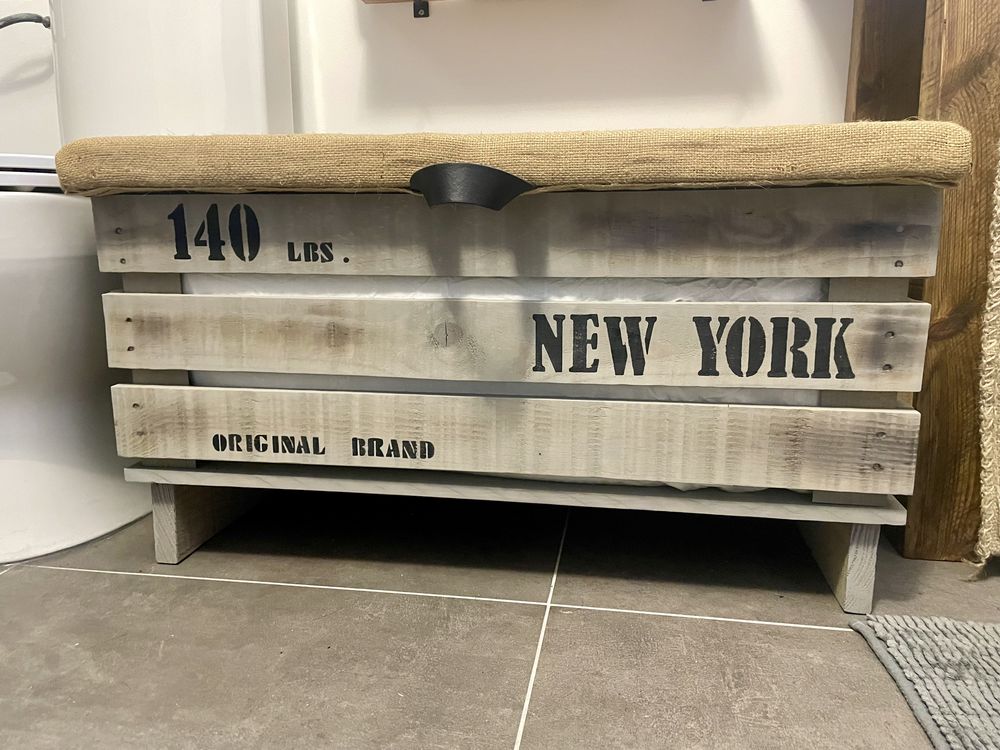 140 LBS.
NEW YORK
ORIGINAL BRAND